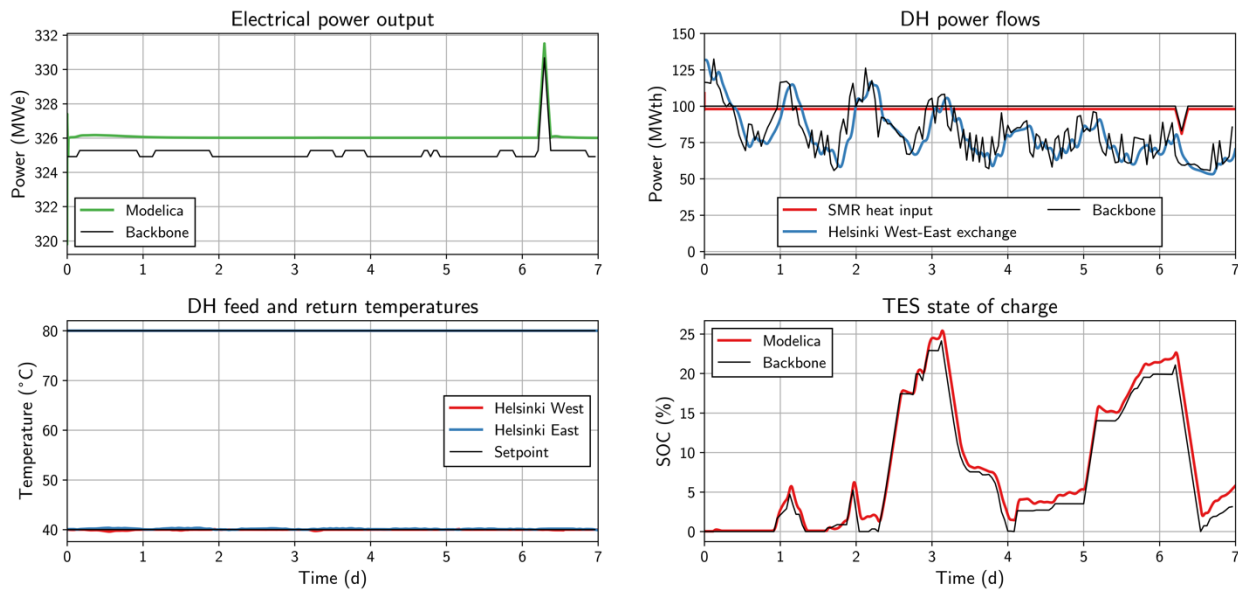 Electrical power output
332
330
328
326
324
322
320
Power (MWe)
Modelica
Backbone
0 1 2 3 4 5 6 7
DH power flows
150
125
100
75
50
25
0
Power (MWth)
SMR heat input
Helsinki West-East exchange
Backbone
0 1 2 3 4 5 6 7
DH feed and return temperatures
80
70
60
50
40
Temperature (°C)
Helsinki West
Helsinki East
Setpoint
0 1 2 3 4 5 6 7
Time (d)
TES state of charge
25
20
15
10
5
0
SOC (%)
Modelica
Backbone
0 1 2 3 4 5 6 7
Time (d)